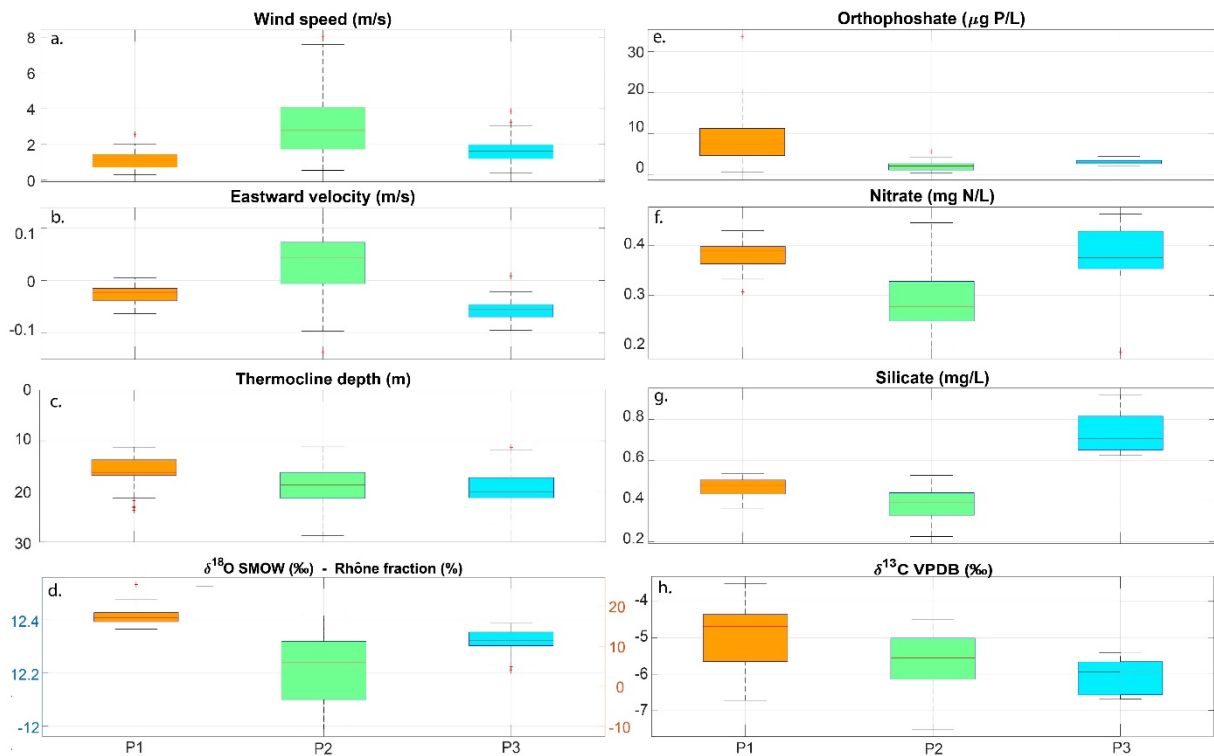 Wind speed (m/s)
a.
8
6
4
2
0
Eastward velocity (m/s)
b.
0.1
0
-0.1
Thermocline depth (m)
c.
0
10
20
30
δ18O SMOW (‰) - Rhône fraction (%)
d.
12.4
12.2
-12
20
10
0
-10
P1
P2
P3
Orthophoshate (μg P/L)
e.
30
20
10
0
Nitrate (mg N/L)
f.
0.4
0.3
0.2
Silicate (mg/L)
g.
0.8
0.6
0.4
0.2
δ13C VPDB (‰)
h.
-4
-5
-6
-7
P1
P2
P3